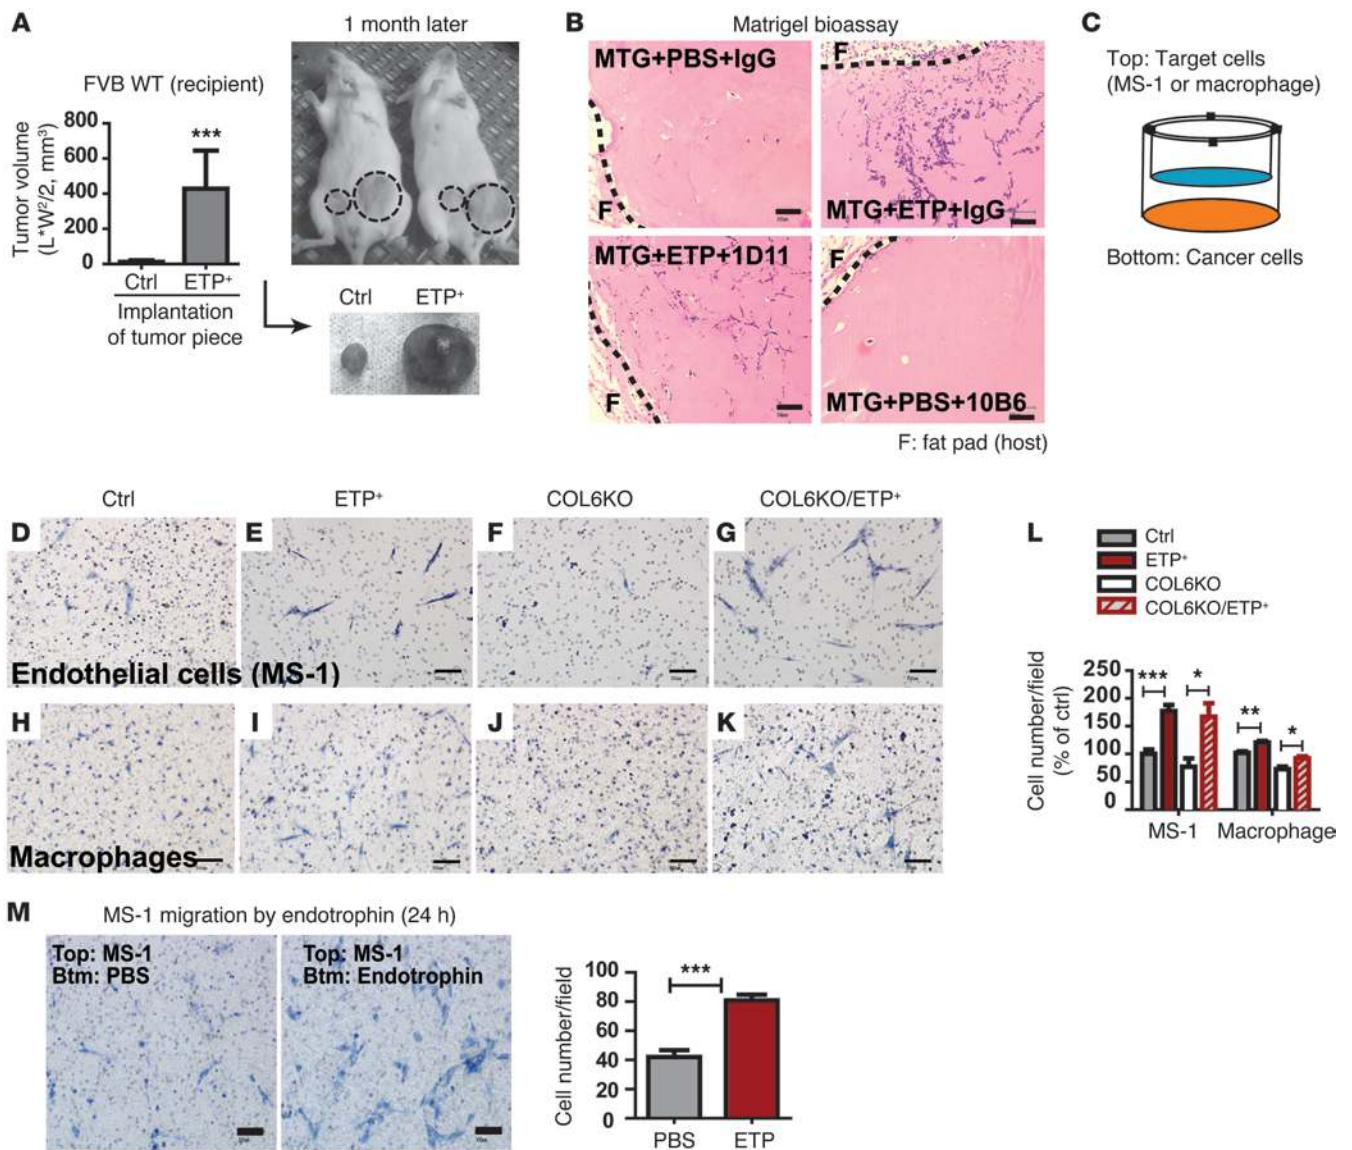 A
1 month later
FVB WT (recipient)
Tumor volume
(L*W²/2, mm³)
800
600
400
200
0
***
Ctrl
ETP⁺
Implantation
of tumor piece
Ctrl
ETP⁺
B
Matrigel bioassay
MTG+PBS+IgG
F
F
MTG+ETP+IgG
MTG+ETP+1D11
F
F
MTG+PBS+10B6
F: fat pad (host)
C
Top: Target cells
(MS-1 or macrophage)
Bottom: Cancer cells
Ctrl
ETP⁺
COL6KO
COL6KO/ETP⁺
D
E
F
G
Endothelial cells (MS-1)
H
I
J
K
Macrophages
L
Ctrl
ETP⁺
COL6KO
COL6KO/ETP⁺
Cell number/field
(% of ctrl)
250
200
150
100
50
0
***
*
**
*
MS-1
Macrophage
M
MS-1 migration by endotrophin (24 h)
Top: MS-1
Btm: PBS
Top: MS-1
Btm: Endotrophin
Cell number/field
100
80
60
40
20
0
***
PBS
ETP